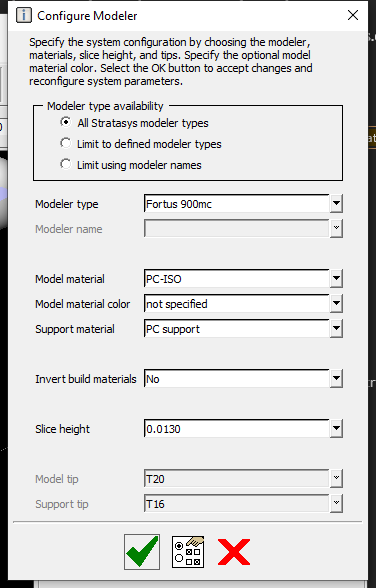 Configure Modeler
Specify the system configuration by choosing the modeler,
materials, slice height, and tips. Specify the optional model
material color. Select the OK button to accept changes and
reconfigure system parameters.
Modeler type availability
All Stratasys modeler types
Limit to defined modeler types
Limit using modeler names
Modeler type Fortus 900mc
Modeler name
Model material PC-ISO
Model material color not specified
Support material PC support
Invert build materials No
Slice height 0.0130
Model tip T20
Support tip T16